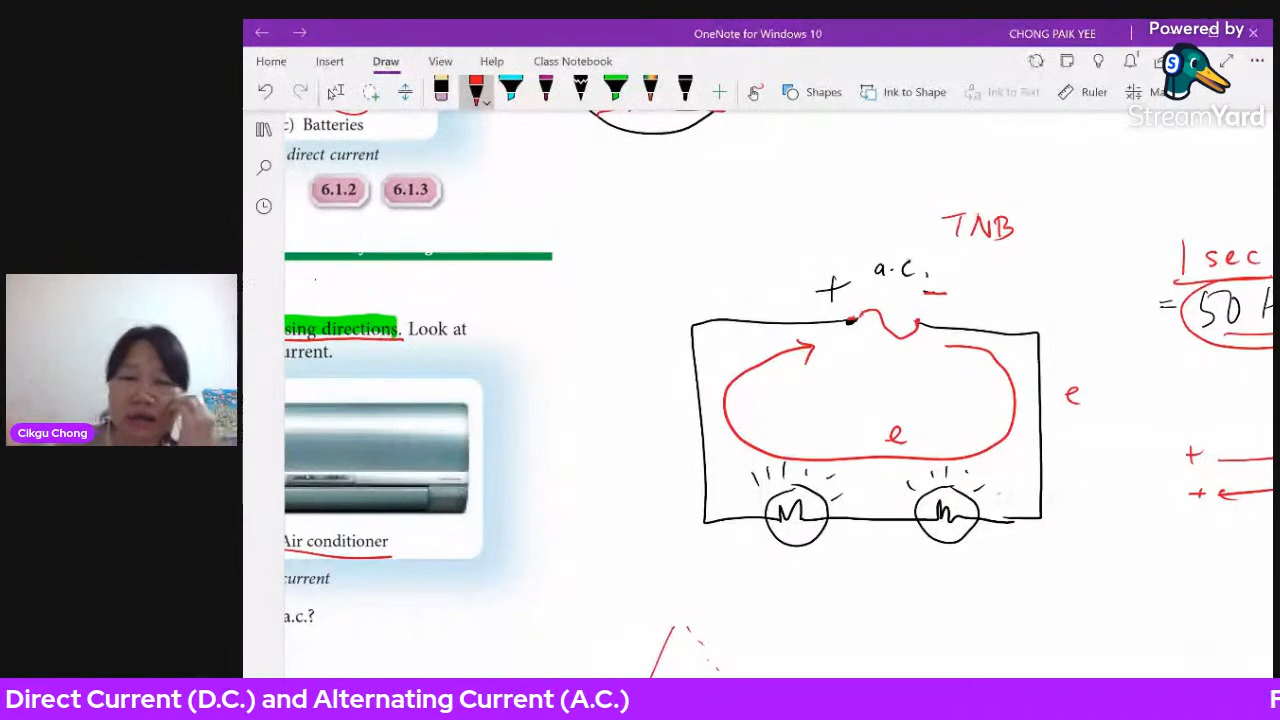 OneNote for Windows 10
CHONG PAIK YEE
Powered by
StreamYard
Home
Insert
Draw
View
Help
Class Notebook
Shapes
Ink to Shape
Ink to Text
Ruler
c) Batteries
direct current
6.1.2
6.1.3
sing directions. Look at
urrent.
Air conditioner
current
a.c.?
TNB
+
a.c.
-
e
e
1 sec
= 50 H
+
+
Cikgu Chong
Direct Current (D.C.) and Alternating Current (A.C.)